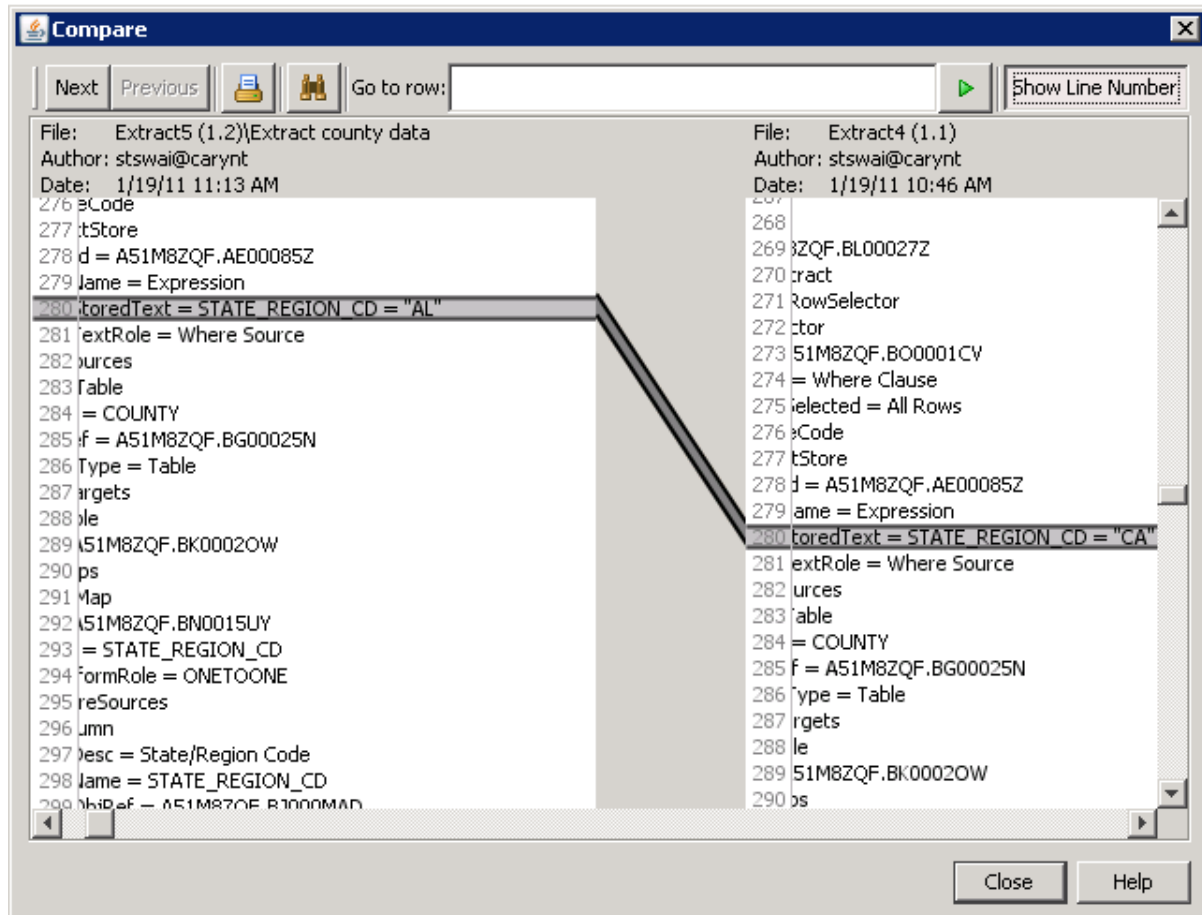 Compare
Next Previous Go to row: Show Line Number
File: Extract5 (1.2)\Extract county data
Author: stswai@carynt
Date: 1/19/11 11:13 AM
276 eCode
277 tStore
278 d = A51M8ZQF.AE00085Z
279 Name = Expression
280 StoredText = STATE_REGION_CD = "AL"
281 TextRole = Where Source
282 ources
283 Table
284 = COUNTY
285 ef = A51M8ZQF.BG00025N
286 Type = Table
287 argets
288 ble
289 A51M8ZQF.BK0002OW
290 ps
291 Map
292 A51M8ZQF.BN0015UY
293 = STATE_REGION_CD
294 formRole = ONETOONE
295 reSources
296 umn
297 Desc = State/Region Code
298 Name = STATE_REGION_CD
299 ObjRef = A51M8ZQF.BJ000MAD
File: Extract4 (1.1)
Author: stswai@carynt
Date: 1/19/11 10:46 AM
267
268
269 8ZQF.BL00027Z
270 tract
271 RowSelector
272 ctor
273 51M8ZQF.BO0001CV
274 = Where Clause
275 Selected = All Rows
276 eCode
277 tStore
278 d = A51M8ZQF.AE00085Z
279 ame = Expression
280 toredText = STATE_REGION_CD = "CA"
281 extRole = Where Source
282 urces
283 Table
284 = COUNTY
285 f = A51M8ZQF.BG00025N
286 Type = Table
287 rgets
288 le
289 51M8ZQF.BK0002OW
290 ps
Close Help